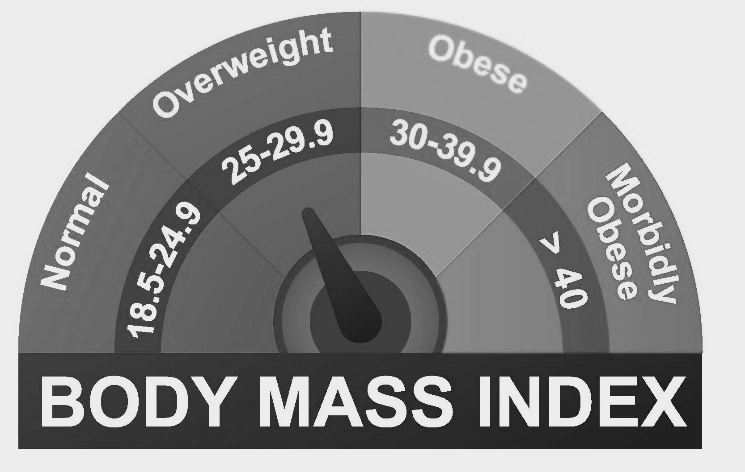 Normal
Overweight
Obese
Morbidly
Obese
18.5-24.9
25-29.9
30-39.9
> 40
BODY MASS INDEX